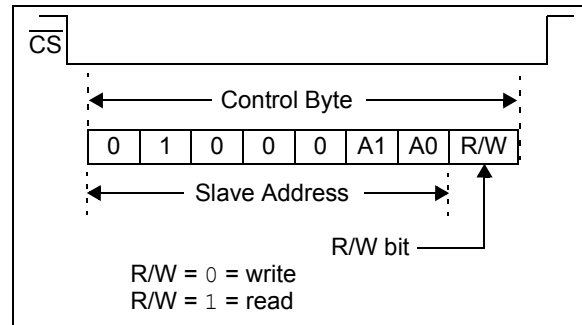 CS
Control Byte
0 1 0 0 0 A1 A0 R/W
Slave Address
R/W bit
R/W = 0 = write
R/W = 1 = read